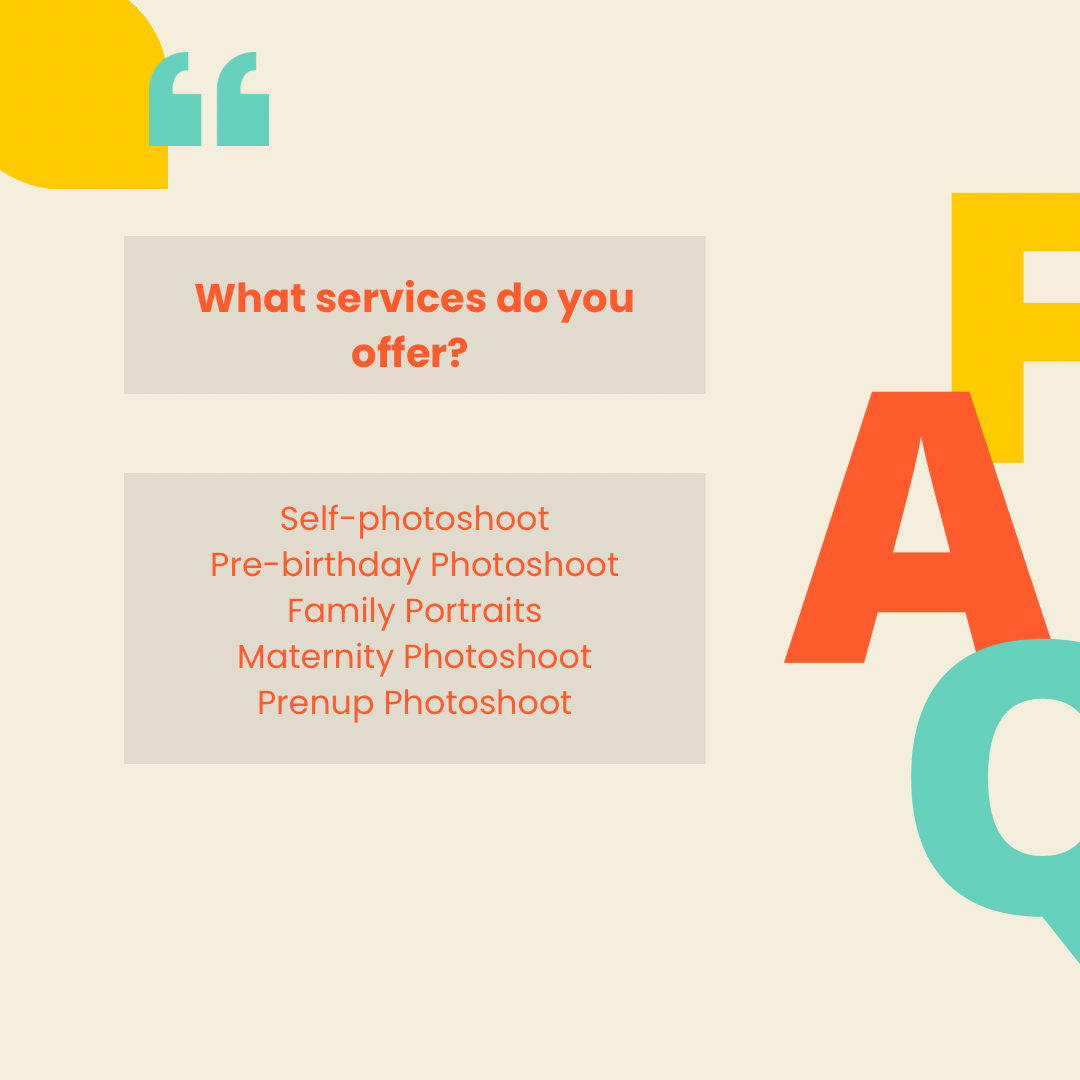 “
What services do you
offer?
Self-photoshoot
Pre-birthday Photoshoot
Family Portraits
Maternity Photoshoot
Prenup Photoshoot
F
A
Q